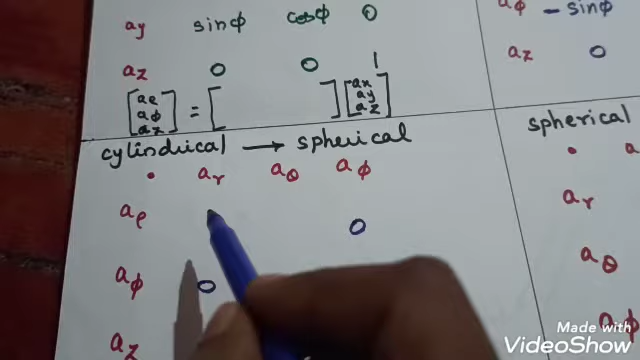 ay sinϕ cosϕ 0
az 0 0 1
[aρ aϕ az] = [ ] [ax ay az]
cylindrical → spherical
• ar aθ aϕ
aρ 0
aϕ 0
az
aϕ - sinϕ
az 0
spherical
• a
ar
aθ
aϕ
Made with
VideoShow